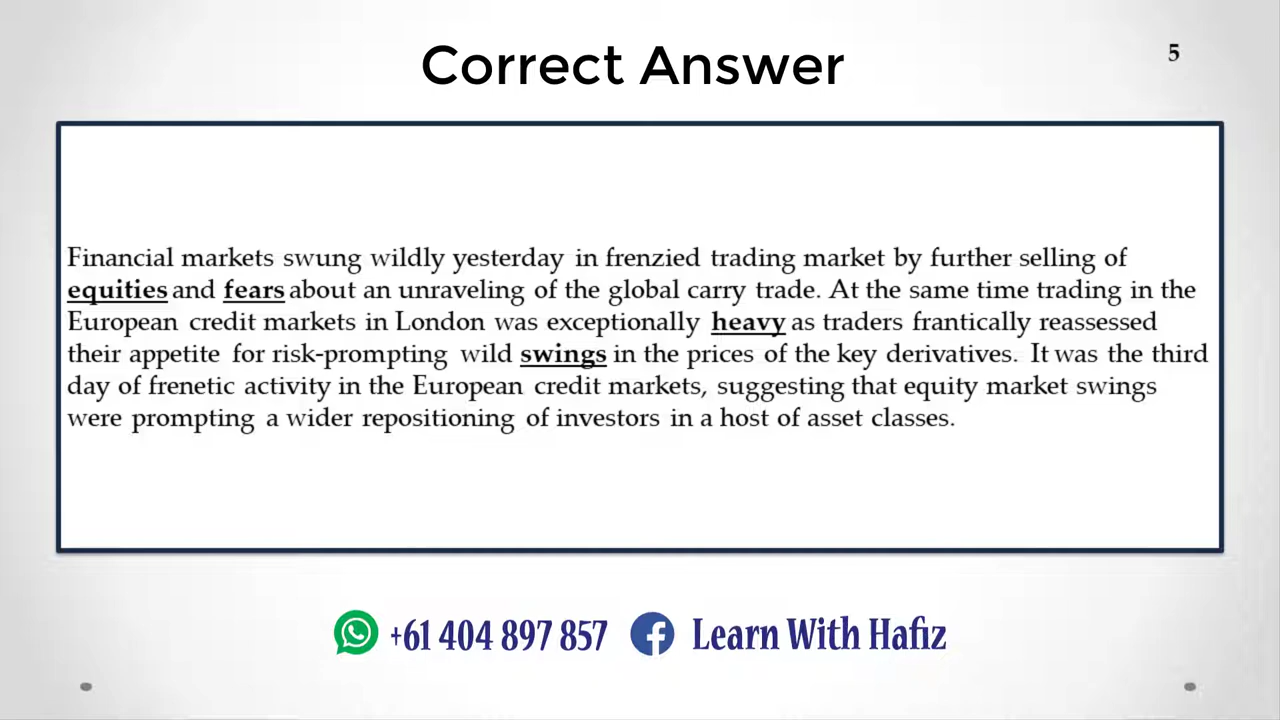 Correct Answer
5
Financial markets swung wildly yesterday in frenzied trading market by further selling of
equities and fears about an unraveling of the global carry trade. At the same time trading in the
European credit markets in London was exceptionally heavy as traders frantically reassessed
their appetite for risk-prompting wild swings in the prices of the key derivatives. It was the third
day of frenetic activity in the European credit markets, suggesting that equity market swings
were prompting a wider repositioning of investors in a host of asset classes.
+61 404 897 857 Learn With Hafiz